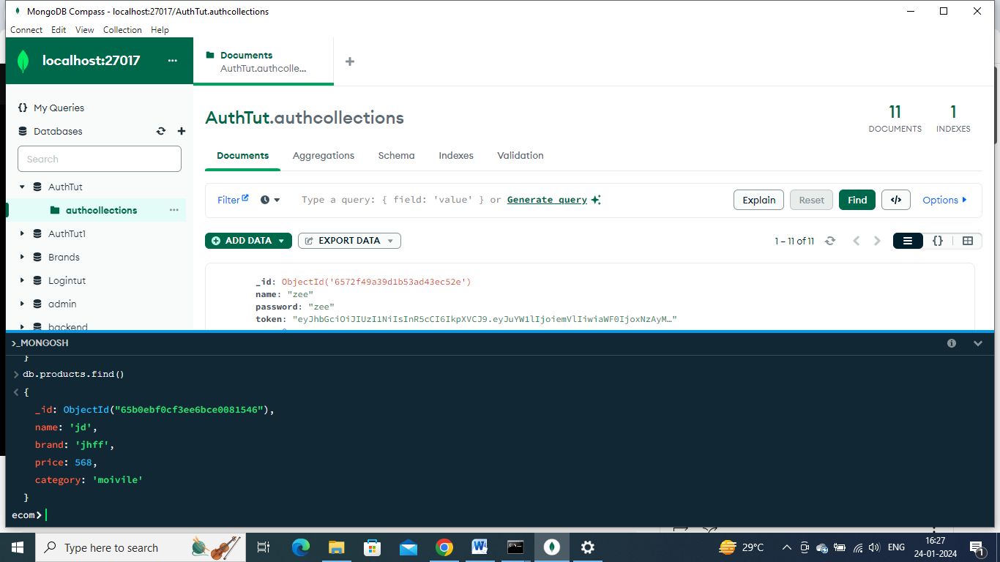 MongoDB Compass - localhost:27017/AuthTut.authcollections
Connect Edit View Collection Help
localhost:27017 ...
Documents
AuthTut.authcolle...
My Queries
Databases
Search
AuthTut
authcollections ...
AuthTut1
Brands
Logintut
admin
backend
AuthTut.authcollections
11
DOCUMENTS
1
INDEXES
Documents Aggregations Schema Indexes Validation
Filter Type a query: { field: 'value' } or Generate query Explain Reset Find </> Options
ADD DATA EXPORT DATA 1 – 11 of 11 {}
_id: ObjectId('6572f49a39d1b53ad43ec52e')
name: "zee"
password: "zee"
token: "eyJhbGciOiJIUzI1NiIsInR5cCI6IkpXVCJ9.eyJuYW1lIjoiemVlIiwiaWF0IjoxNzAyM…"
>_MONGOSH
}
> db.products.find()
< {
_id: ObjectId("65b0ebf0cf3ee6bce0081546"),
name: 'jd',
brand: 'jhff',
price: 568,
category: 'moivile'
}
ecom>
Type here to search
29°C
ENG
16:27
24-01-2024
1